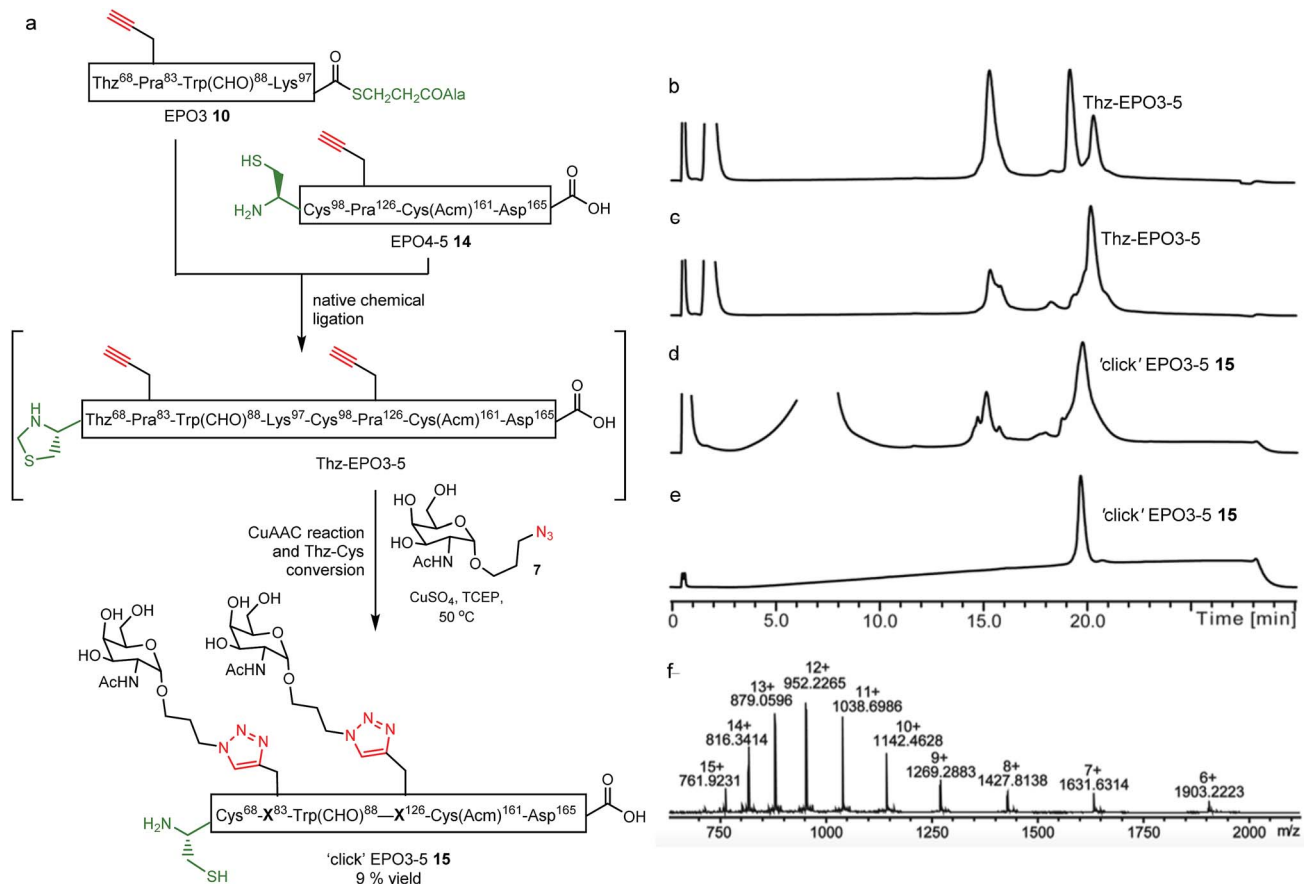 a
Thz⁶⁸-Pra⁸³-Trp(CHO)⁸⁸-Lys⁹⁷
O
SCH₂CH₂COAla
EPO3 10
HS
H₂N
Cys⁹⁸-Pra¹²⁶-Cys(Acm)¹⁶¹-Asp¹⁶⁵
O
OH
EPO4-5 14
native chemical
ligation
H
N
S
Thz⁶⁸-Pra⁸³-Trp(CHO)⁸⁸-Lys⁹⁷-Cys⁹⁸-Pra¹²⁶-Cys(Acm)¹⁶¹-Asp¹⁶⁵
O
OH
Thz-EPO3-5
CuAAC reaction
and Thz-Cys
conversion
HO
OH
O
HO
AcHN
O
N₃
7
CuSO₄, TCEP,
50 ºC
HO
OH
O
HO
AcHN
O
N
N
N
HO
OH
O
HO
AcHN
O
N
N
N
H₂N
SH
Cys⁶⁸-X⁸³-Trp(CHO)⁸⁸—X¹²⁶-Cys(Acm)¹⁶¹-Asp¹⁶⁵
O
OH
'click' EPO3-5 15
9 % yield
b
Thz-EPO3-5
c
Thz-EPO3-5
d
'click' EPO3-5 15
e
'click' EPO3-5 15
0 5.0 10.0 15.0 20.0 Time [min]
f
15+
761.9231
14+
816.3414
13+
879.0596
12+
952.2265
11+
1038.6986
10+
1142.4628
9+
1269.2883
8+
1427.8138
7+
1631.6314
6+
1903.2223
750 1000 1250 1500 1750 2000 m/z